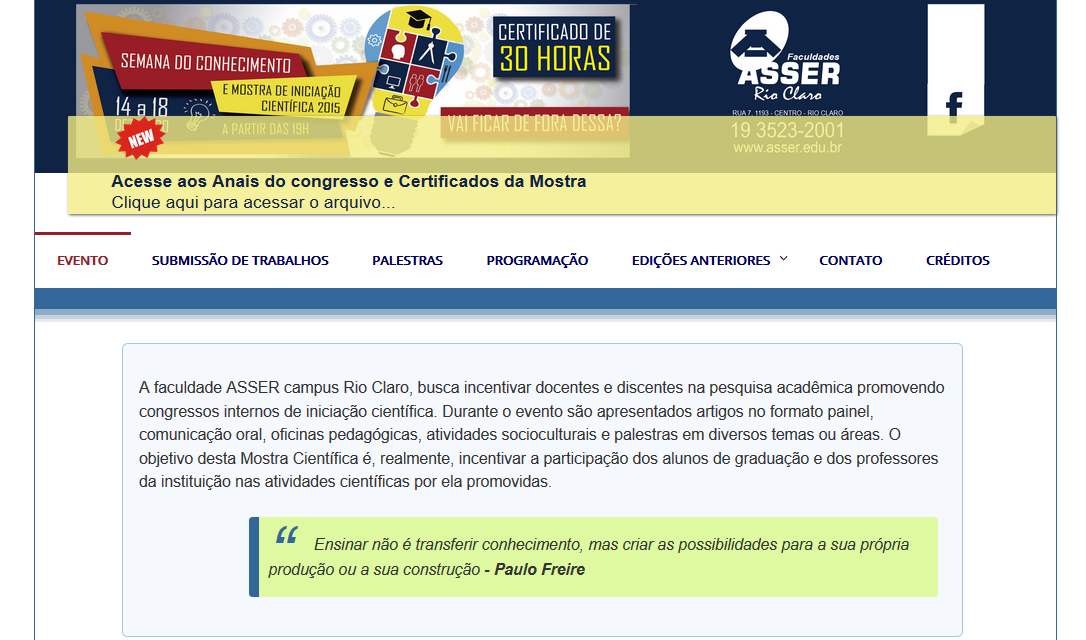 SEMANA DO CONHECIMENTO
E MOSTRA DE INICIAÇÃO
CIENTÍFICA 2015
14 a 18
A PARTIR DAS 19H
CERTIFICADO DE
30 HORAS
VAI FICAR DE FORA DESSA?
Faculdades
ASSER
Rio Claro
RUA 7, 1193 - CENTRO - RIO CLARO
19 3523-2001
www.asser.edu.br
f
NEW
Acesse aos Anais do congresso e Certificados da Mostra
Clique aqui para acessar o arquivo...
EVENTO SUBMISSÃO DE TRABALHOS PALESTRAS PROGRAMAÇÃO EDIÇÕES ANTERIORES CONTATO CRÉDITOS
A faculdade ASSER campus Rio Claro, busca incentivar docentes e discentes na pesquisa acadêmica promovendo
congressos internos de iniciação científica. Durante o evento são apresentados artigos no formato painel,
comunicação oral, oficinas pedagógicas, atividades socioculturais e palestras em diversos temas ou áreas. O
objetivo desta Mostra Científica é, realmente, incentivar a participação dos alunos de graduação e dos professores
da instituição nas atividades científicas por ela promovidas.
“ Ensinar não é transferir conhecimento, mas criar as possibilidades para a sua própria
produção ou a sua construção - Paulo Freire